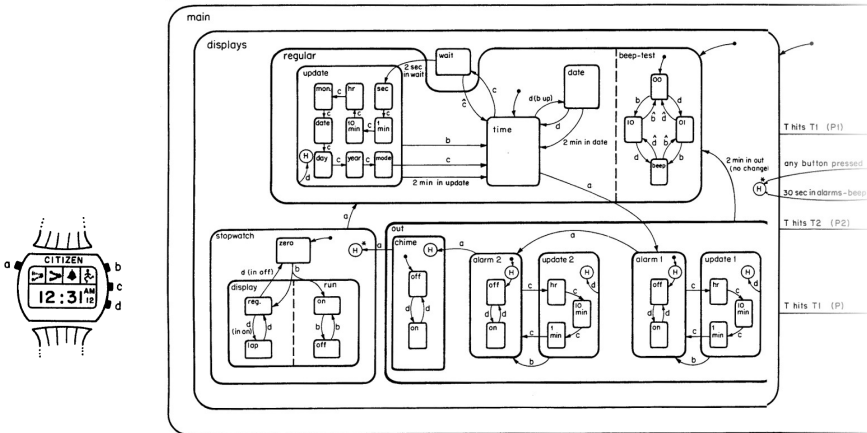 main
displays
regular
wait
update
2 sec
in wait
mon.
hr
sec
c
c
c
c
c
c
ĉ
c
date
10
min
1
min
c
c
H
day
year
mode
c
c
d
b
c
2 min in update
time
d(b up)
d
date
2 min in date
a
beep-test
00
b
d
b̂
d̂
10
01
d̂
b̂
d
b
beep
T hits T1 (P1)
any button pressed
2 min in out
(no change)
H*
30 sec in alarms-beep
T hits T2 (P2)
T hits T1 (P)
a
stopwatch
zero
H*
a
d (in off)
b
display
run
reg.
on
d
(in on)
d
b
b
lap
off
out
chime
H
a
off
d
d
on
a
alarm 2
H
off
d
d
on
c
c
b
update 2
H
hr
d
c
10
min
c
1
min
alarm 1
H
off
d
d
on
c
c
b
update 1
H
hr
d
c
10
min
c
1
min
a
CITIZEN
b
12:31 AM 12
c
d